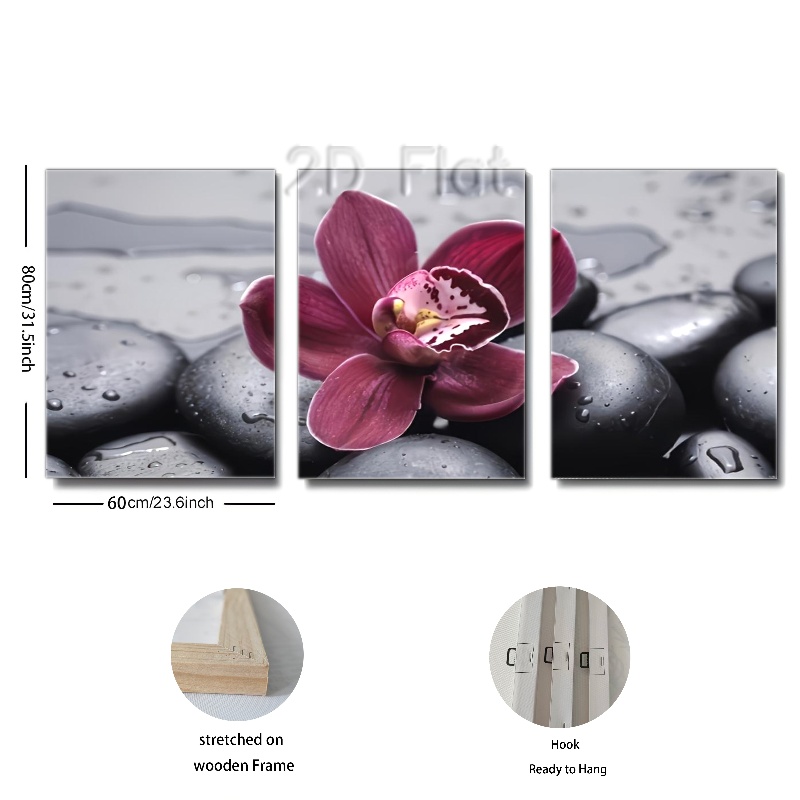 2D Flat
80cm/31.5inch
60cm/23.6inch
stretched on
wooden Frame
Hook
Ready to Hang